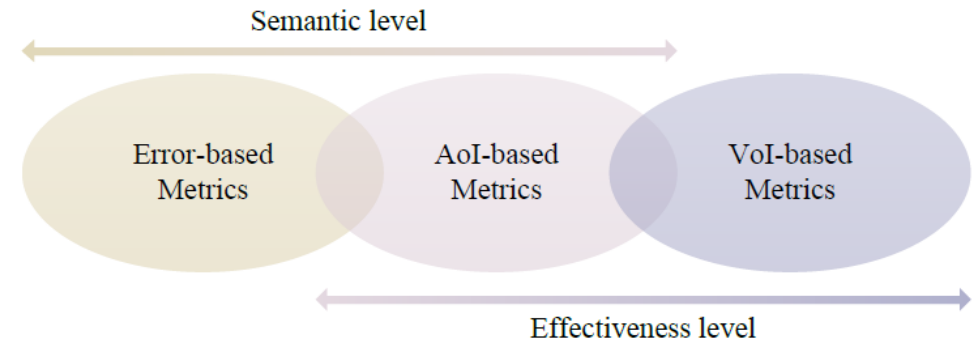 Semantic level
Error-based
Metrics
AoI-based
Metrics
VoI-based
Metrics
Effectiveness level